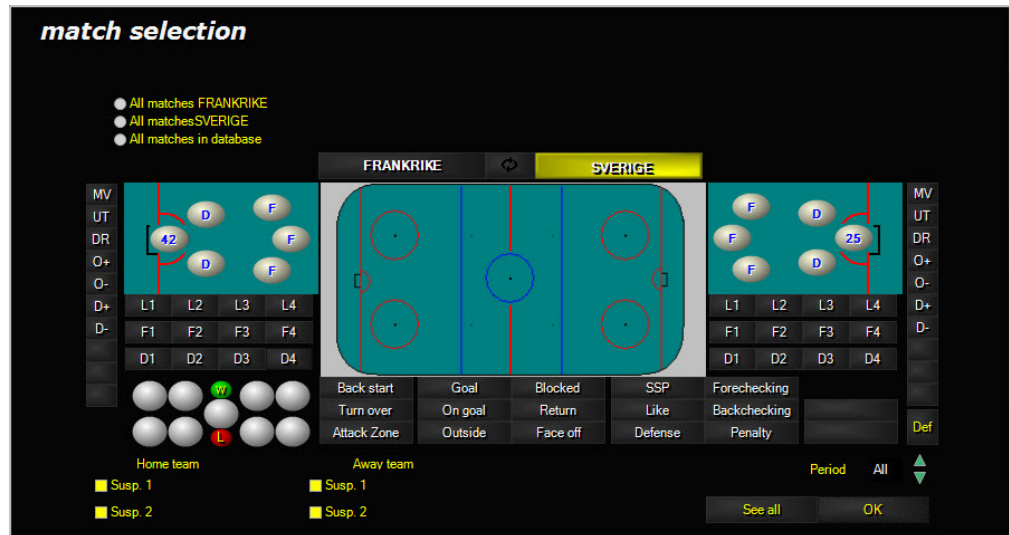 match selection
All matches FRANKRIKE
All matchesSVERIGE
All matches in database
FRANKRIKE SVERIGE
MV MV
UT D F F D UT
DR 42 F F 25 DR
O+ D F F D O+
O- O-
D+ L1 L2 L3 L4 L1 L2 L3 L4 D+
D- F1 F2 F3 F4 F1 F2 F3 F4 D-
D1 D2 D3 D4 D1 D2 D3 D4
W Back start Goal Blocked SSP Forechecking
Turn over On goal Return Like Backchecking
L Attack Zone Outside Face off Defense Penalty Def
Home team Away team
Period All
Susp. 1 Susp. 1
Susp. 2 Susp. 2
See all OK